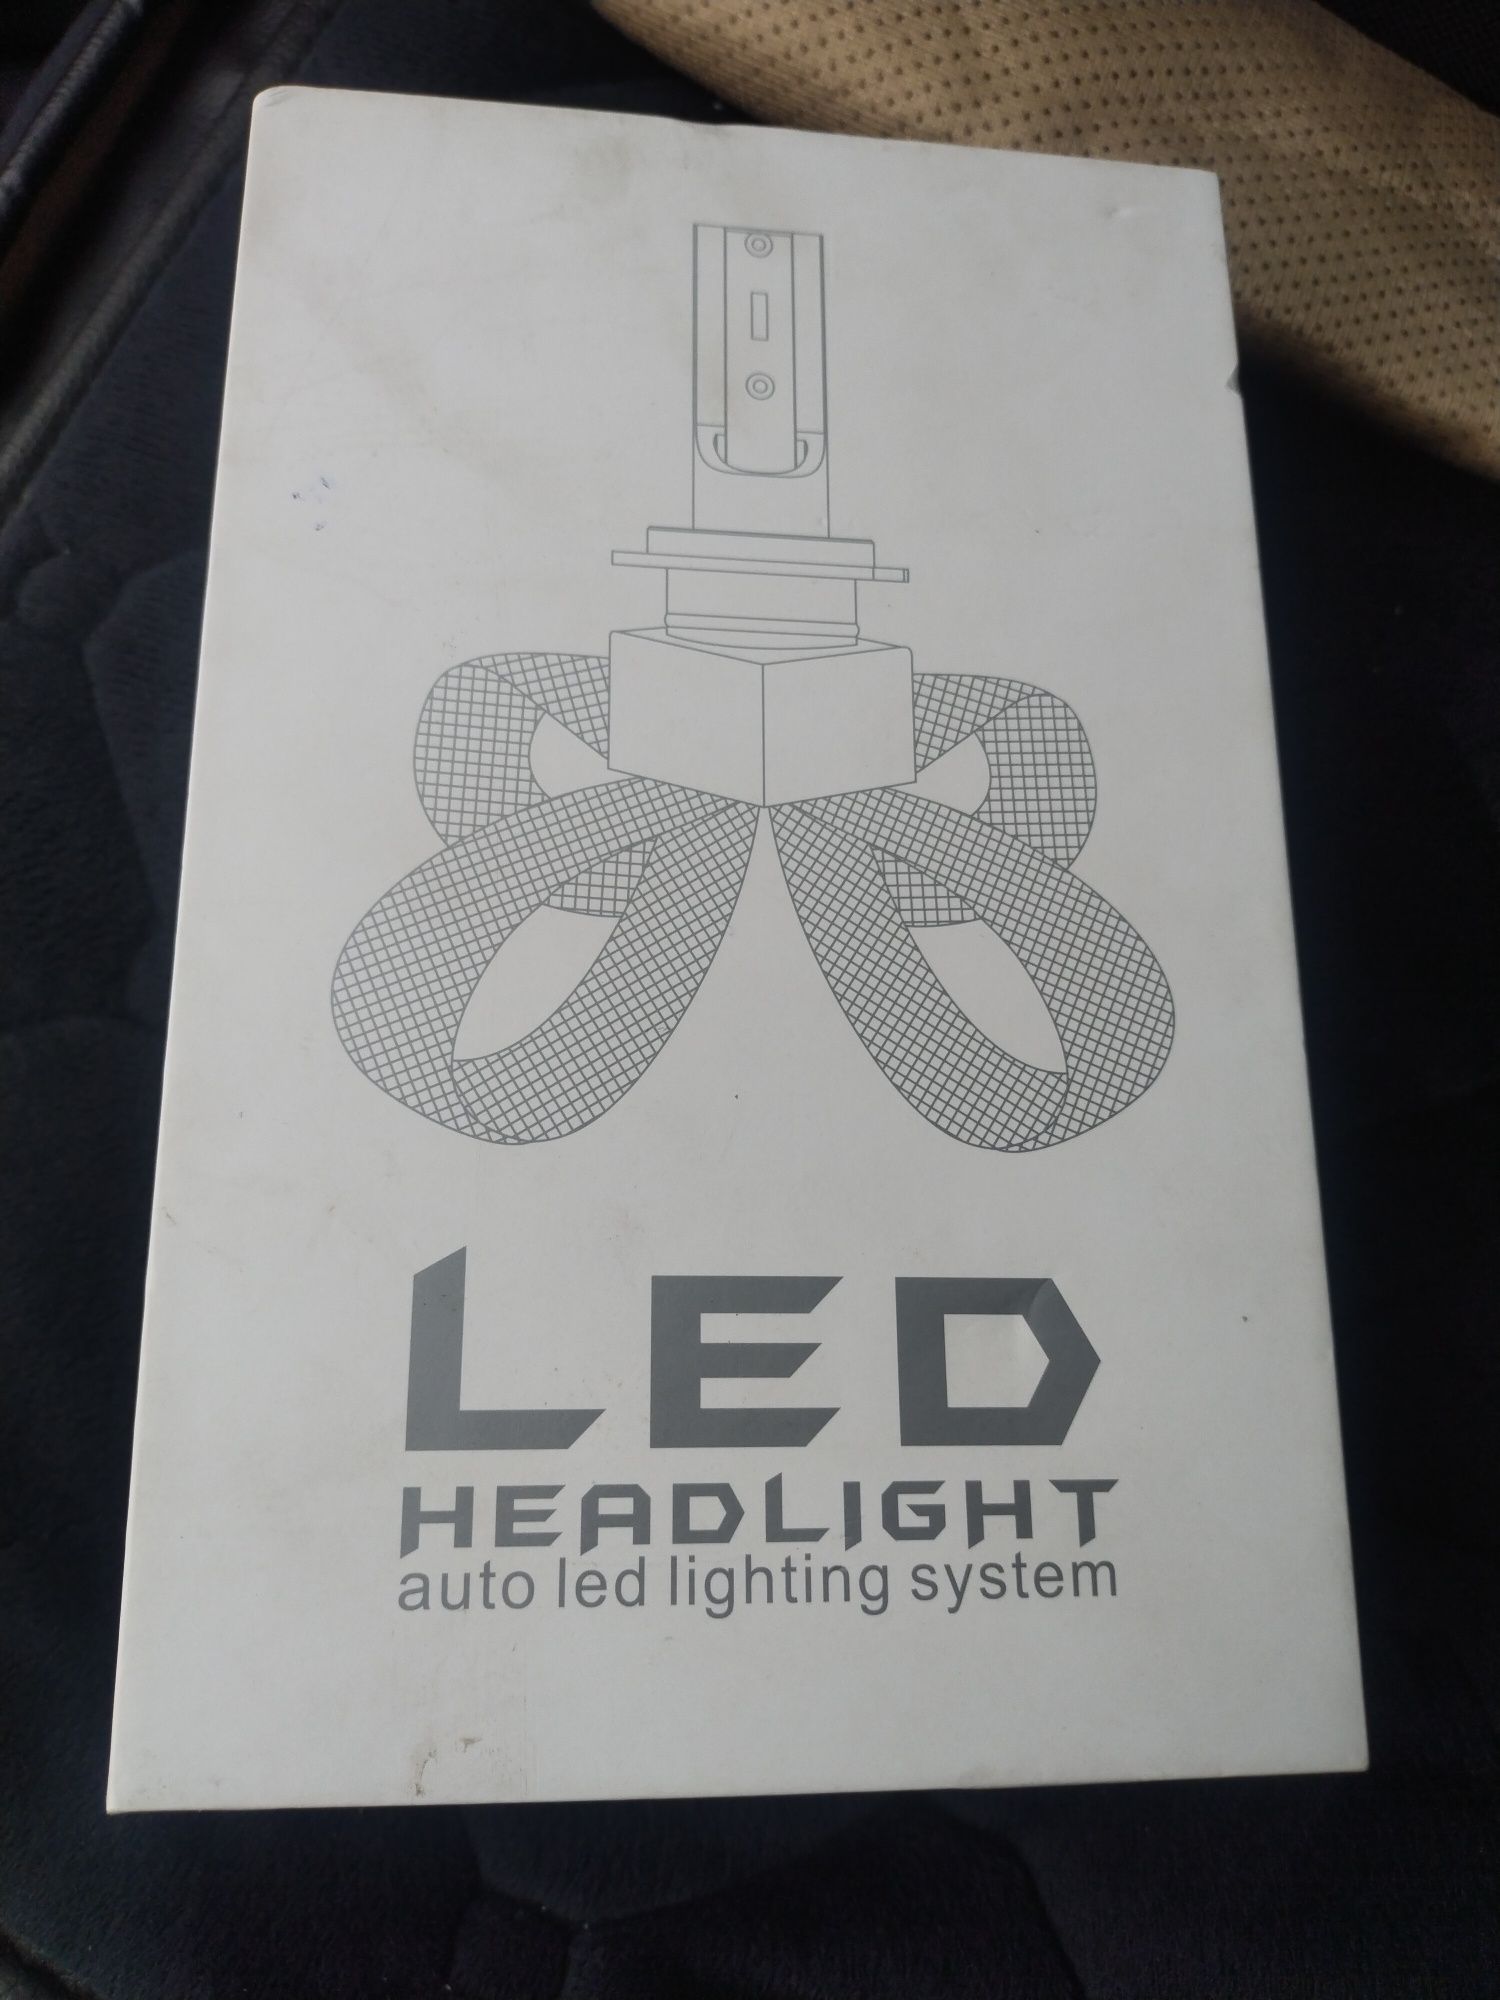 LED
HEADLIGHT
auto led lighting system